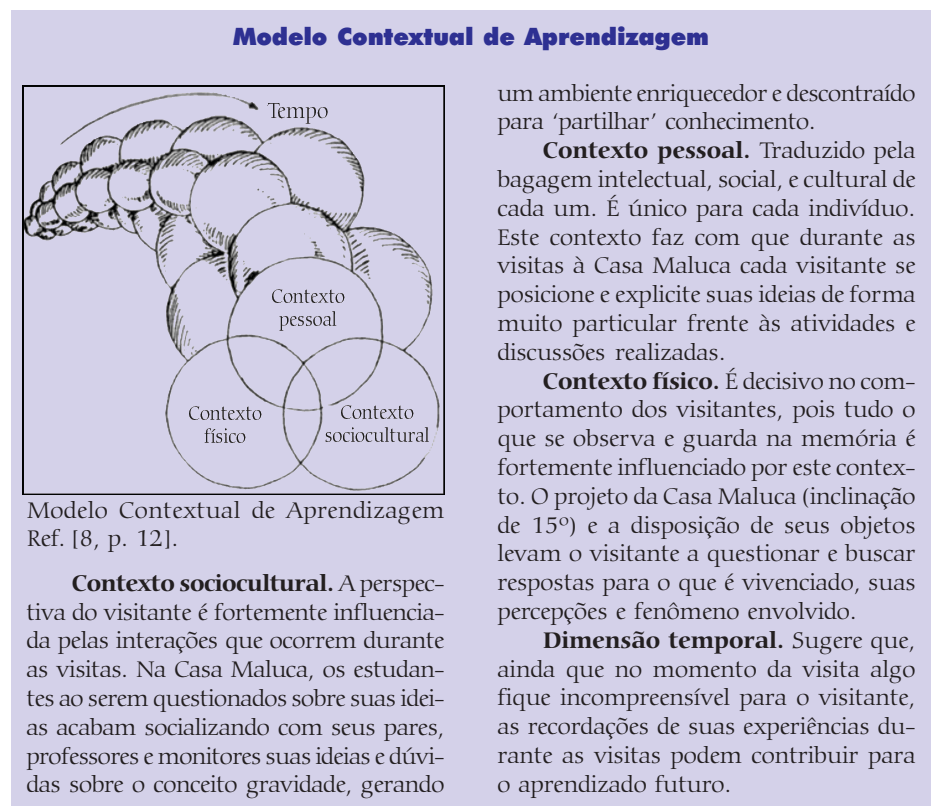 Modelo Contextual de Aprendizagem
Tempo
Contexto
pessoal
Contexto
físico
Contexto
sociocultural
Modelo Contextual de Aprendizagem
Ref. [8, p. 12].
Contexto sociocultural. A perspec-
tiva do visitante é fortemente influencia-
da pelas interações que ocorrem durante
as visitas. Na Casa Maluca, os estudan-
tes ao serem questionados sobre suas idei-
as acabam socializando com seus pares,
professores e monitores suas ideias e dúvi-
das sobre o conceito gravidade, gerando
um ambiente enriquecedor e descontraído
para ‘partilhar’ conhecimento.
Contexto pessoal. Traduzido pela
bagagem intelectual, social, e cultural de
cada um. É único para cada indivíduo.
Este contexto faz com que durante as
visitas à Casa Maluca cada visitante se
posicione e explicite suas ideias de forma
muito particular frente às atividades e
discussões realizadas.
Contexto físico. É decisivo no com-
portamento dos visitantes, pois tudo o
que se observa e guarda na memória é
fortemente influenciado por este contex-
to. O projeto da Casa Maluca (inclinação
de 15º) e a disposição de seus objetos
levam o visitante a questionar e buscar
respostas para o que é vivenciado, suas
percepções e fenômeno envolvido.
Dimensão temporal. Sugere que,
ainda que no momento da visita algo
fique incompreensível para o visitante,
as recordações de suas experiências du-
rante as visitas podem contribuir para
o aprendizado futuro.